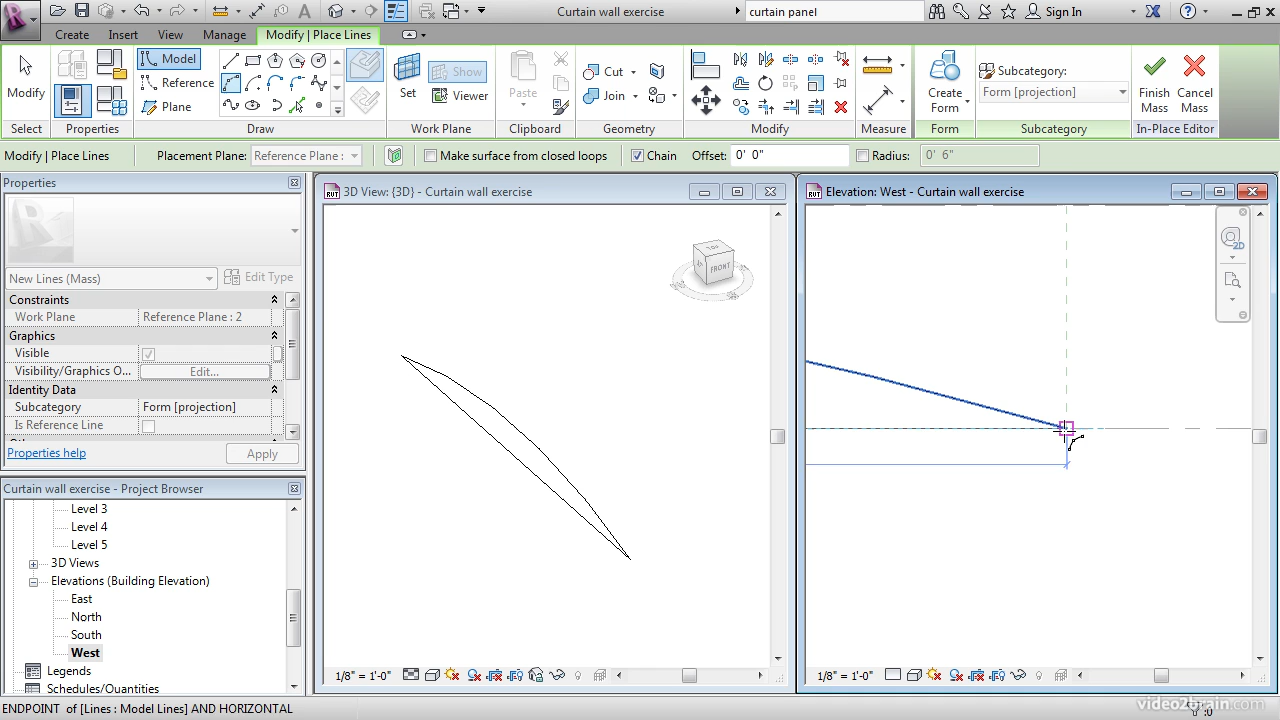 Curtain wall exercise
curtain panel
Sign In
Create Insert View Manage Modify | Place Lines
Modify
Model
Reference
Plane
Set
Show
Viewer
Paste
Cut
Join
Create Form
Subcategory:
Form [projection]
Finish Mass
Cancel Mass
Select Properties Draw Work Plane Clipboard Geometry Modify Measure Form Subcategory In-Place Editor
Modify | Place Lines Placement Plane: Reference Plane : Make surface from closed loops Chain Offset: 0' 0" Radius: 0' 6"
Properties
New Lines (Mass) Edit Type
Constraints
Work Plane Reference Plane : 2
Graphics
Visible
Visibility/Graphics O... Edit...
Identity Data
Subcategory Form [projection]
Is Reference Line
Properties help Apply
Curtain wall exercise - Project Browser
Level 3
Level 4
Level 5
3D Views
Elevations (Building Elevation)
East
North
South
West
Legends
Schedules/Quantities
3D View: {3D} - Curtain wall exercise
TOP
FRONT
1/8" = 1'-0"
Elevation: West - Curtain wall exercise
2D
1/8" = 1'-0"
ENDPOINT of [Lines : Model Lines] AND HORIZONTAL
:0
video2brain.com